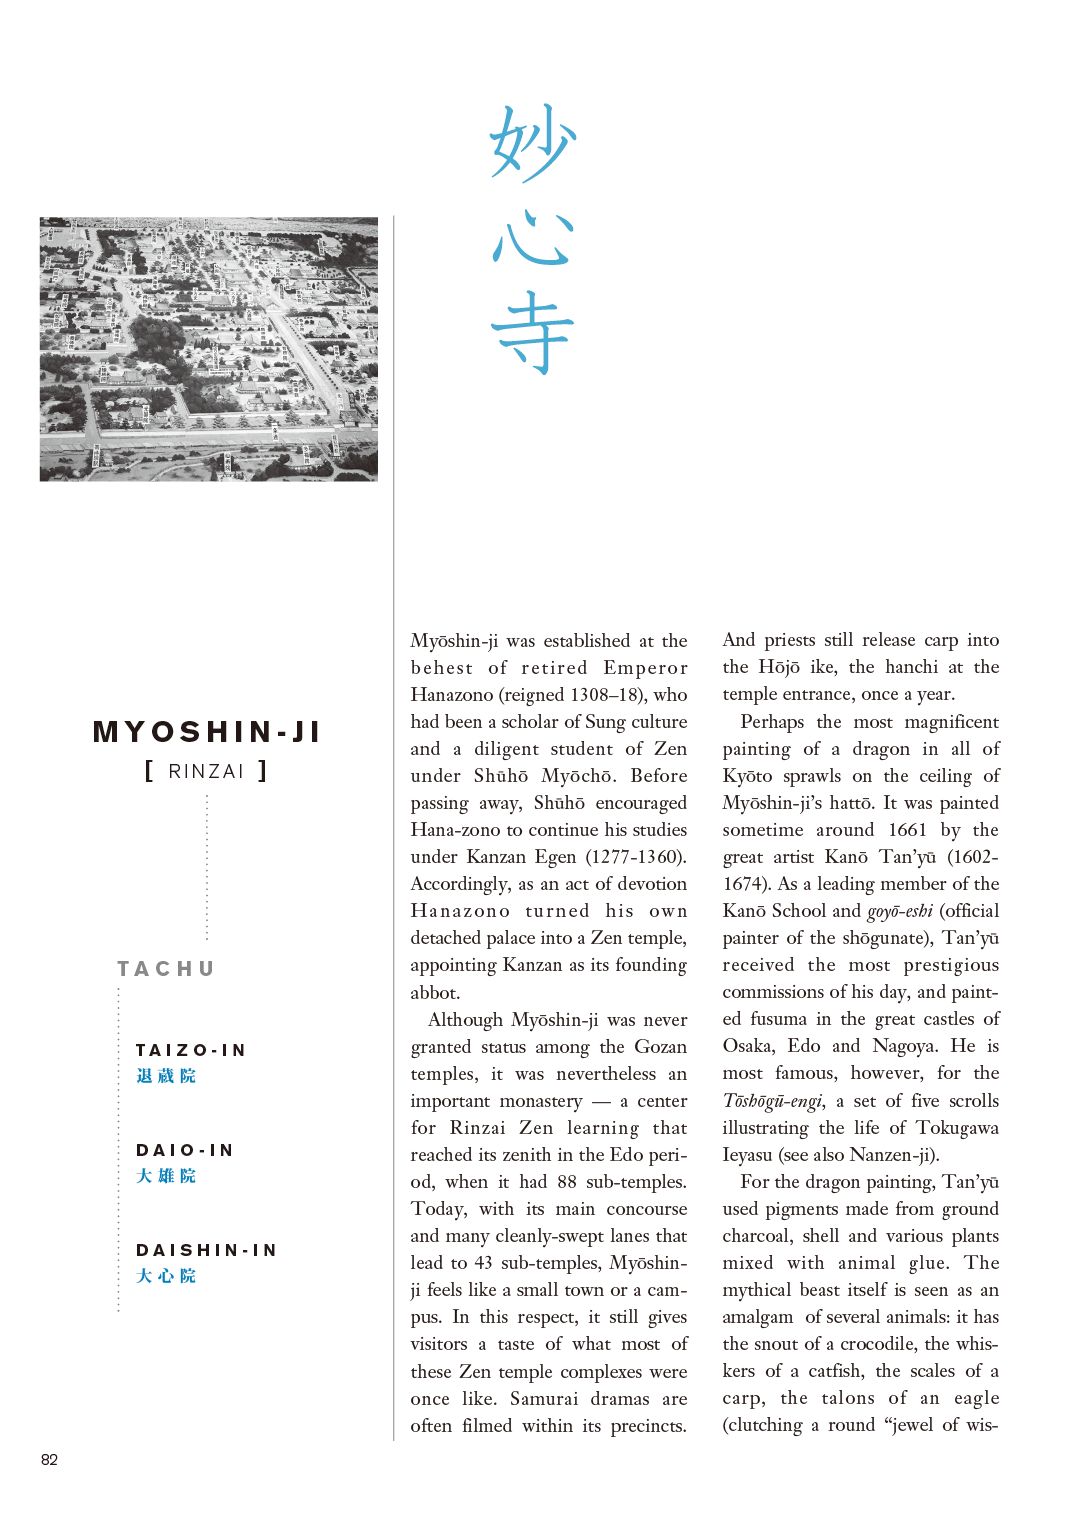 妙心寺
MYOSHIN-JI
[ RINZAI ]
TACHU
TAIZO-IN
退蔵院
DAIO-IN
大雄院
DAISHIN-IN
大心院
Myōshin-ji was established at the
behest of retired Emperor
Hanazono (reigned 1308–18), who
had been a scholar of Sung culture
and a diligent student of Zen
under Shūhō Myōchō. Before
passing away, Shūhō encouraged
Hana-zono to continue his studies
under Kanzan Egen (1277-1360).
Accordingly, as an act of devotion
Hanazono turned his own
detached palace into a Zen temple,
appointing Kanzan as its founding
abbot.
Although Myōshin-ji was never
granted status among the Gozan
temples, it was nevertheless an
important monastery — a center
for Rinzai Zen learning that
reached its zenith in the Edo peri-
od, when it had 88 sub-temples.
Today, with its main concourse
and many cleanly-swept lanes that
lead to 43 sub-temples, Myōshin-
ji feels like a small town or a cam-
pus. In this respect, it still gives
visitors a taste of what most of
these Zen temple complexes were
once like. Samurai dramas are
often filmed within its precincts.
And priests still release carp into
the Hōjō ike, the hanchi at the
temple entrance, once a year.
Perhaps the most magnificent
painting of a dragon in all of
Kyōto sprawls on the ceiling of
Myōshin-ji’s hattō. It was painted
sometime around 1661 by the
great artist Kanō Tan’yū (1602-
1674). As a leading member of the
Kanō School and goyō-eshi (official
painter of the shōgunate), Tan’yū
received the most prestigious
commissions of his day, and paint-
ed fusuma in the great castles of
Osaka, Edo and Nagoya. He is
most famous, however, for the
Tōshōgū-engi, a set of five scrolls
illustrating the life of Tokugawa
Ieyasu (see also Nanzen-ji).
For the dragon painting, Tan’yū
used pigments made from ground
charcoal, shell and various plants
mixed with animal glue. The
mythical beast itself is seen as an
amalgam of several animals: it has
the snout of a crocodile, the whis-
kers of a catfish, the scales of a
carp, the talons of an eagle
(clutching a round “jewel of wis-
82